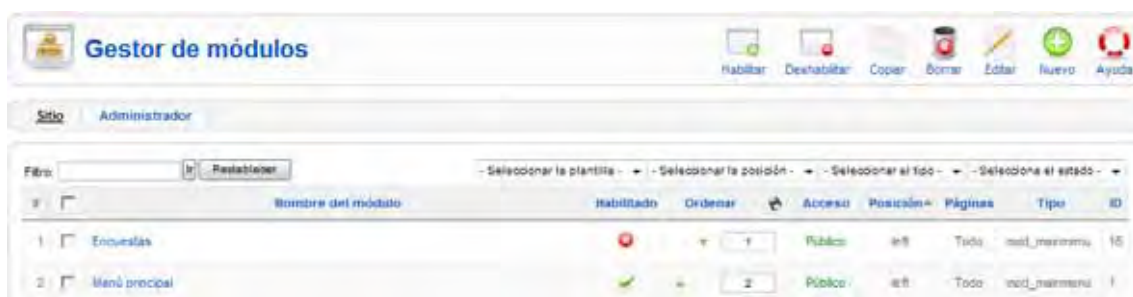 Gestor de módulos
Habilitar Deshabilitar Copiar Borrar Editar Nuevo Ayuda
Sitio Administrador
Filtro: Ir Restablecer - Seleccionar la plantilla - - Seleccionar la posición - - Seleccionar el tipo - - Selecciona el estado -
# Nombre del módulo Habilitado Ordenar Acceso Posición Páginas Tipo ID
1 Encuestas 1 Público left Todo mod_mainmenu
2 Menú principal 2 Público left Todo mod_mainmenu 1